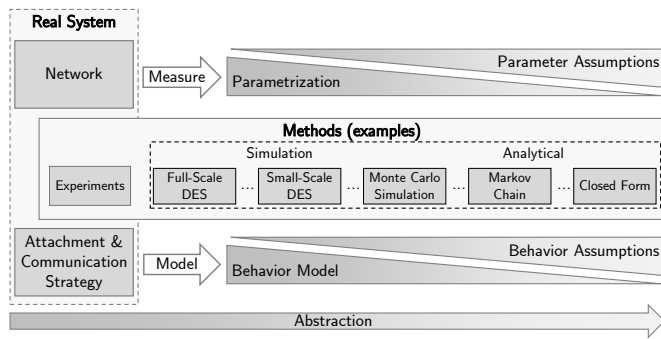 Real System
Network
Measure
Parameter Assumptions
Parametrization
Methods (examples)
Simulation
Analytical
Experiments
Full-Scale
DES
...
Small-Scale
DES
...
Monte Carlo
Simulation
...
Markov
Chain
...
Closed Form
Attachment &
Communication
Strategy
Model
Behavior Assumptions
Behavior Model
Abstraction